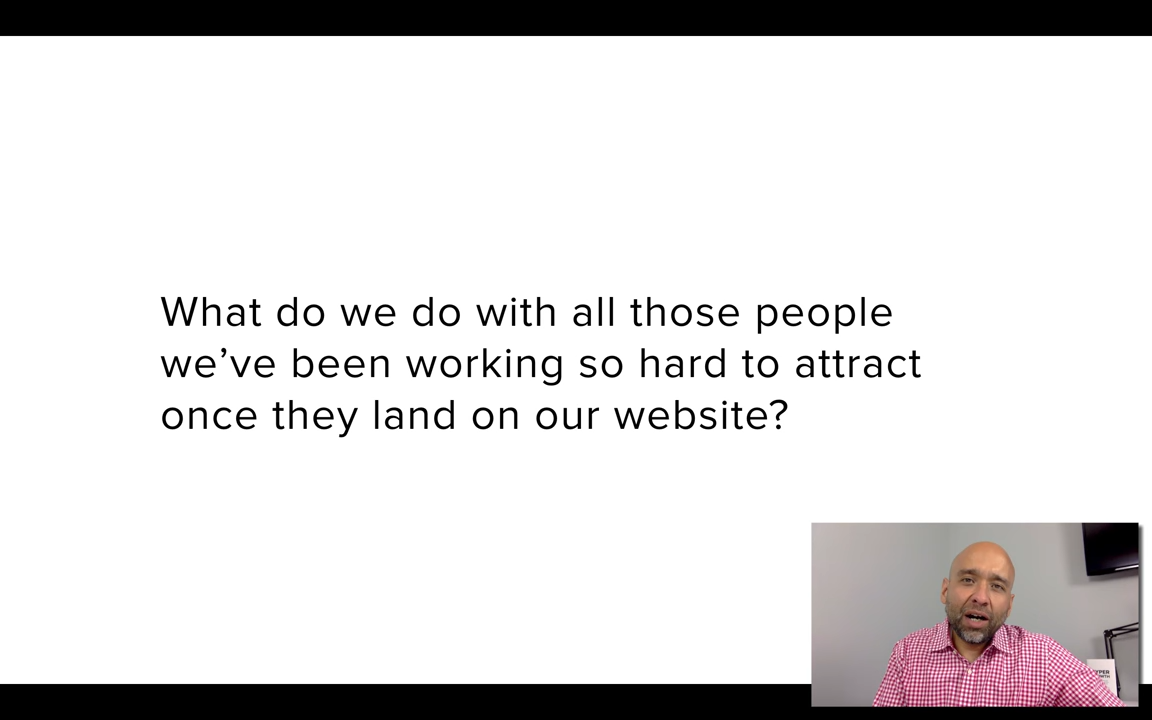 What do we do with all those people
we’ve been working so hard to attract
once they land on our website?